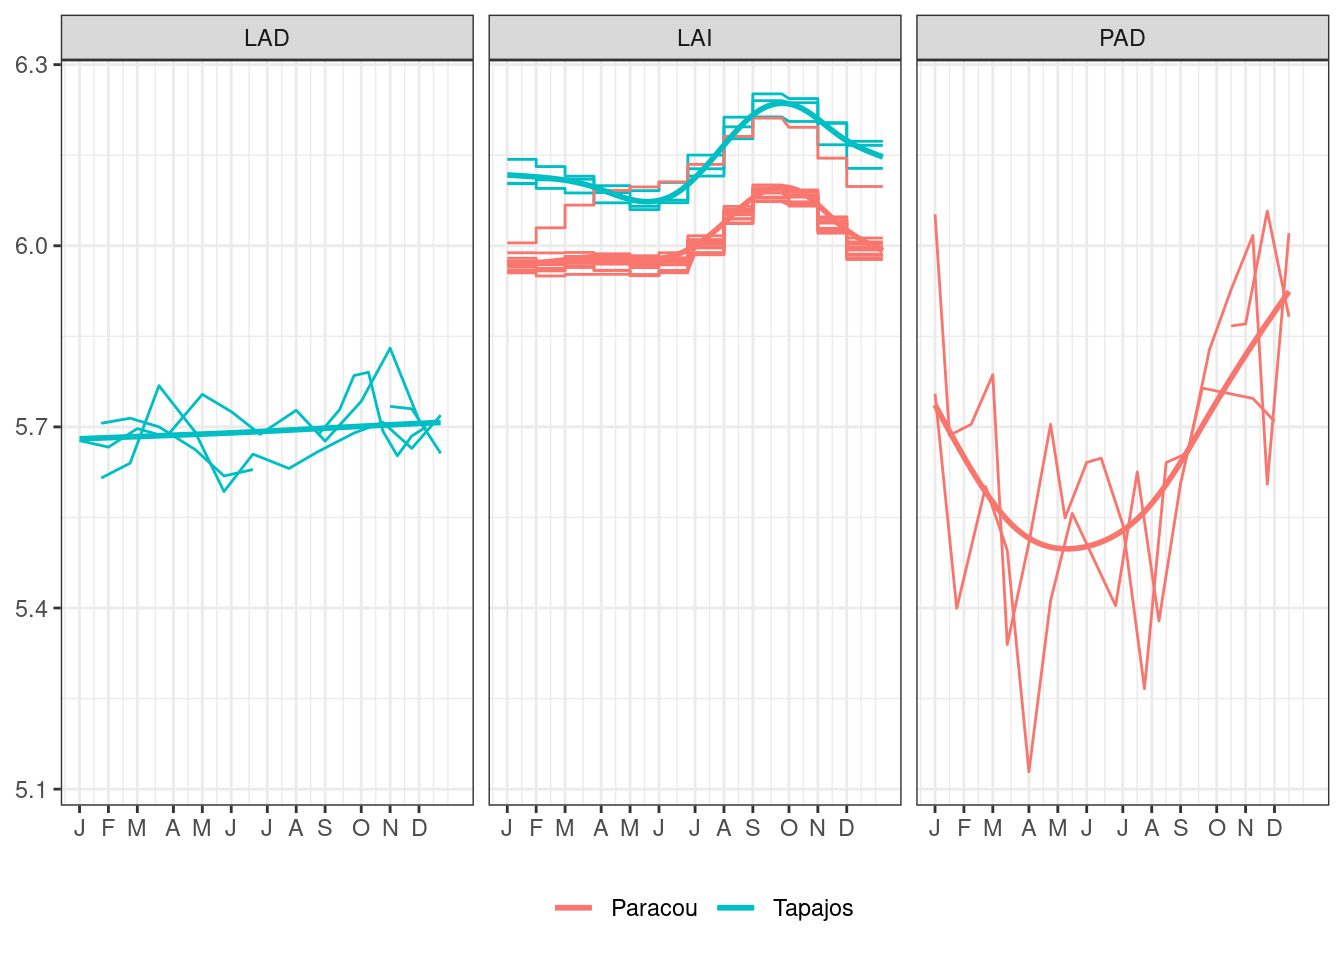 LAD LAI PAD
6.3
6.0
5.7
5.4
5.1
J F M A M J J A S O N D J F M A M J J A S O N D J F M A M J J A S O N D
Paracou Tapajos